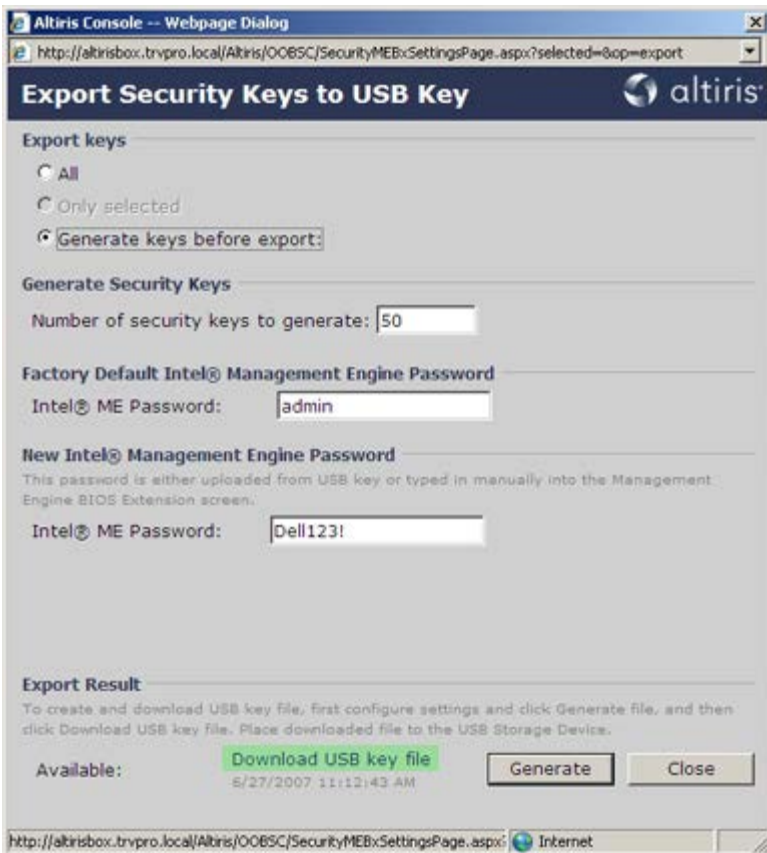 Altiris Console -- Webpage Dialog
http://altirisbox.trvpro.local/Altiris/OOBSC/SecurityMEBxSettingsPage.aspx?selected=&op=export
Export Security Keys to USB Key
altiris
Export keys
All
Only selected
Generate keys before export:
Generate Security Keys
Number of security keys to generate: 50
Factory Default Intel® Management Engine Password
Intel® ME Password: admin
New Intel® Management Engine Password
This password is either uploaded from USB key or typed in manually into the Management
Engine BIOS Extension screen.
Intel® ME Password: Dell123!
Export Result
To create and download USB key file, first configure settings and click Generate file, and then
click Download USB key file. Place downloaded file to the USB Storage Device.
Available: Download USB key file Generate Close
6/27/2007 11:12:43 AM
http://altirisbox.trvpro.local/Altiris/OOBSC/SecurityMEBxSettingsPage.aspx Internet